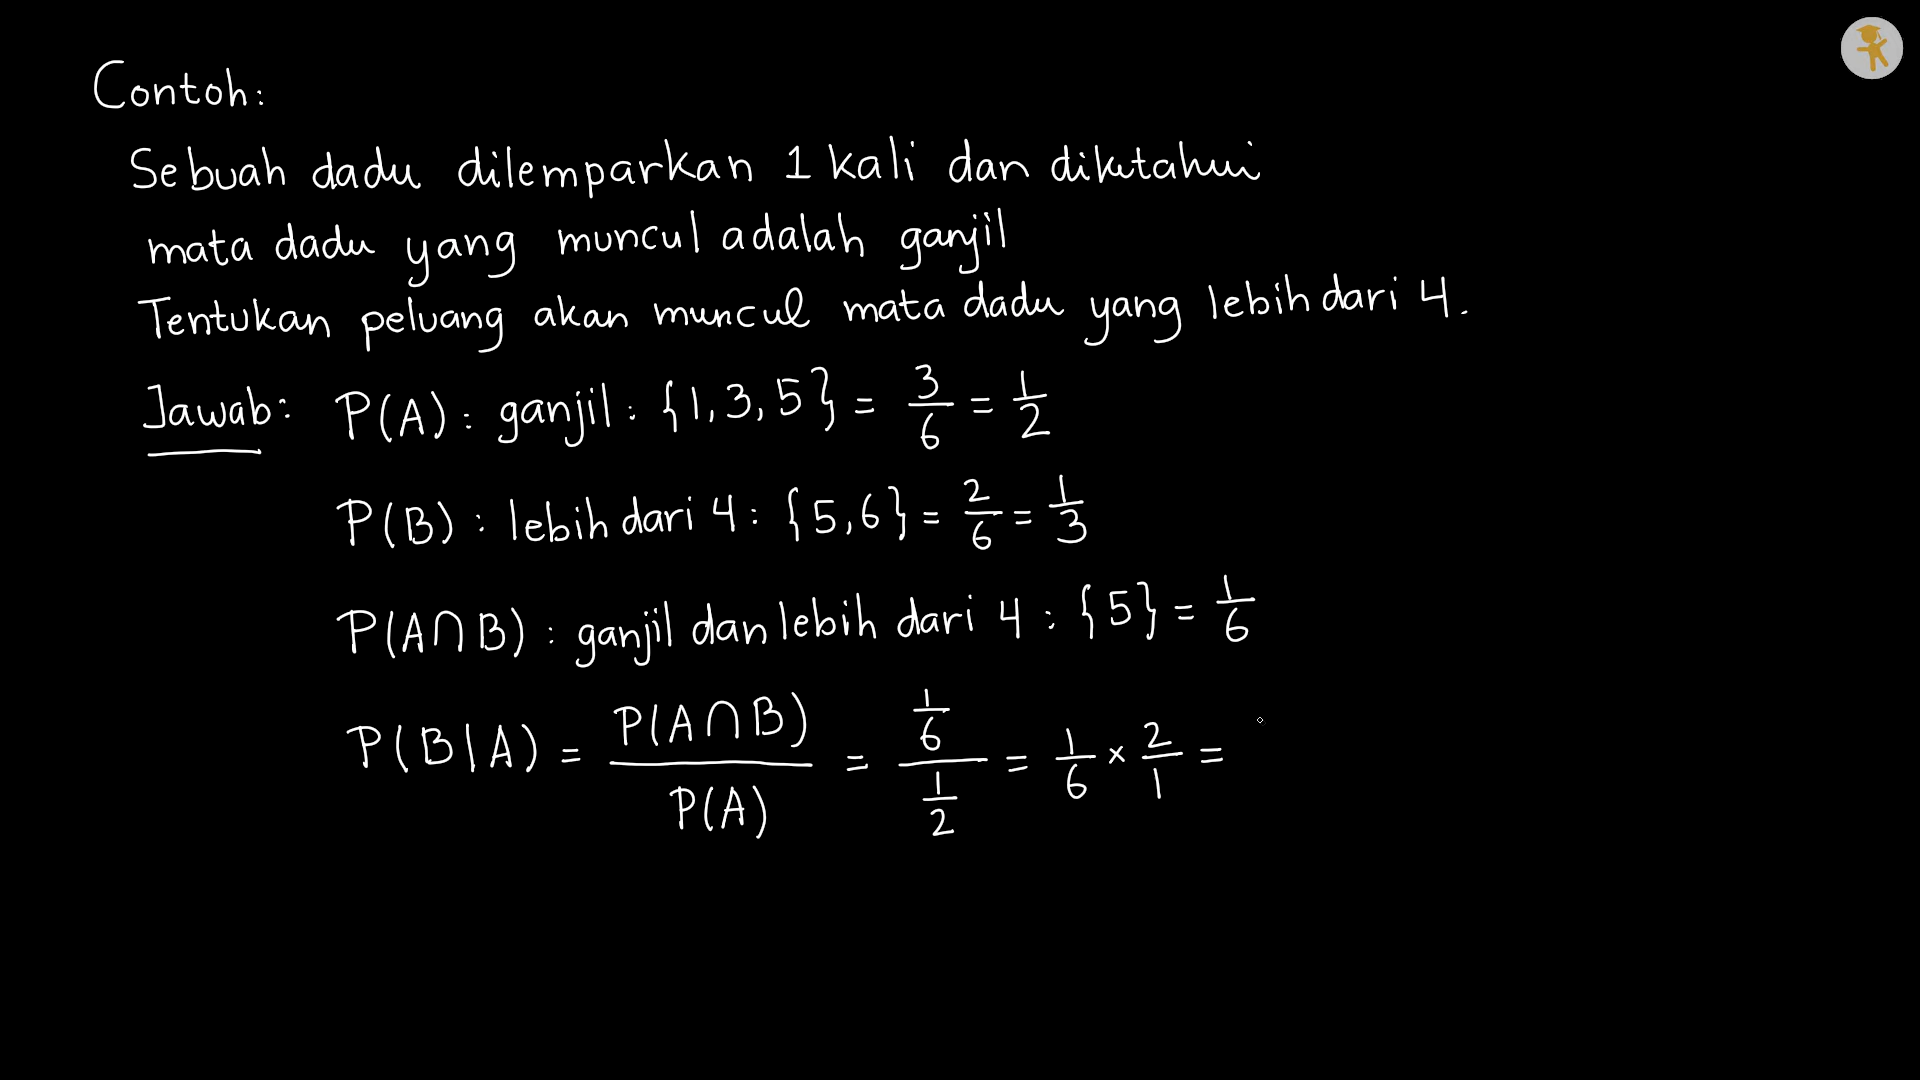 Contoh:
Sebuah dadu dilemparkan 1 kali dan diketahui
mata dadu yang muncul adalah ganjil
Tentukan peluang akan muncul mata dadu yang lebih dari 4.
Jawab: P(A) : ganjil : {1, 3, 5} = 3/6 = 1/2
P(B) : lebih dari 4 : {5, 6} = 2/6 = 1/3
P(A∩B) : ganjil dan lebih dari 4 : {5} = 1/6
P(B|A) = P(A∩B)/P(A) = (1/6)/(1/2) = 1/6 × 2/1 =